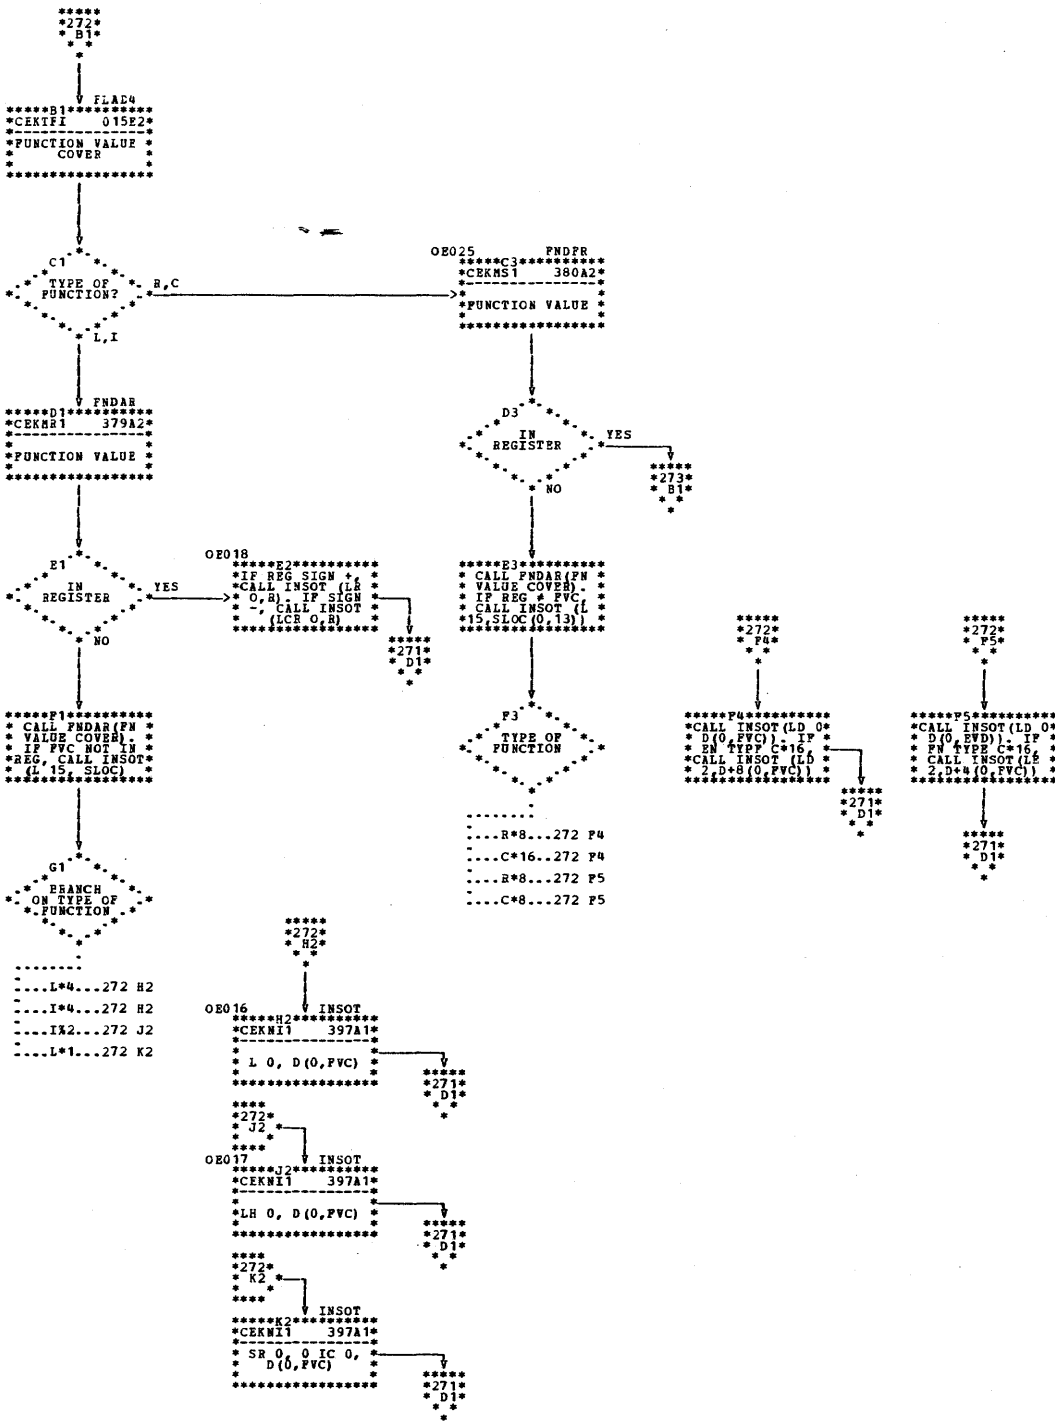 *272*
* B1*
FLAD4
*****B1**********
*CEKTFI 015E2*
*FUNCTION VALUE *
COVER
C1
TYPE OF
FUNCTION?
R,C
L,I
OE025 FNDFR
*****C3**********
*CEKMS1 380A2*
*FUNCTION VALUE *
FNDAR
*****D1**********
*CEKMR1 379A2*
*FUNCTION VALUE *
D3
IN
REGISTER
YES
NO
*273*
* B1*
E1
IN
REGISTER
YES
NO
OE018
*****E2**********
*IF REG SIGN +, *
*CALL INSOT (LR *
* 0,R). IF SIGN *
* -, CALL INSOT *
* (LCR 0,R) *
*271*
* D1*
*****E3**********
* CALL FNDAR(FN *
* VALUE COVER). *
* IF REG ≠ FVC, *
* CALL INSOT (L *
*15,SLOC(0,13))*
*****F1**********
* CALL FNDAR(FN *
* VALUE COVER). *
* IF FVC NOT IN *
*REG, CALL INSOT*
* (L 15, SLOC) *
F3
TYPE OF
FUNCTION
....R*8...272 F4
....C*16..272 F4
....R*8...272 F5
....C*8...272 F5
*272*
* F4*
*****F4**********
*CALL INSOT(LD 0*
* D(0,FVC)). IF *
* FN TYPE C*16, *
*CALL INSOT (LD *
* 2,D+8(0,FVC)) *
*271*
* D1*
*272*
* F5*
*****F5**********
*CALL INSOT(LD 0*
* D(0,FVD)). IF *
* FN TYPE C*16, *
* CALL INSOT(LE *
* 2,D+4(0,FVC)) *
*271*
* D1*
G1
BRANCH
ON TYPE OF
FUNCTION
....L*4...272 H2
....I*4...272 H2
....I%2...272 J2
....L*1...272 K2
*272*
* H2*
OE016 INSOT
*****H2**********
*CEKNI1 397A1*
* L 0, D(0,FVC) *
*271*
* D1*
*272*
* J2 *
OE017 INSOT
*****J2**********
*CEKNI1 397A1*
*LH 0, D(0,FVC) *
*271*
* D1*
*272*
* K2 *
INSOT
*****K2**********
*CEKNI1 397A1*
* SR 0, 0 IC 0, *
* D(0,FVC) *
*271*
* D1*